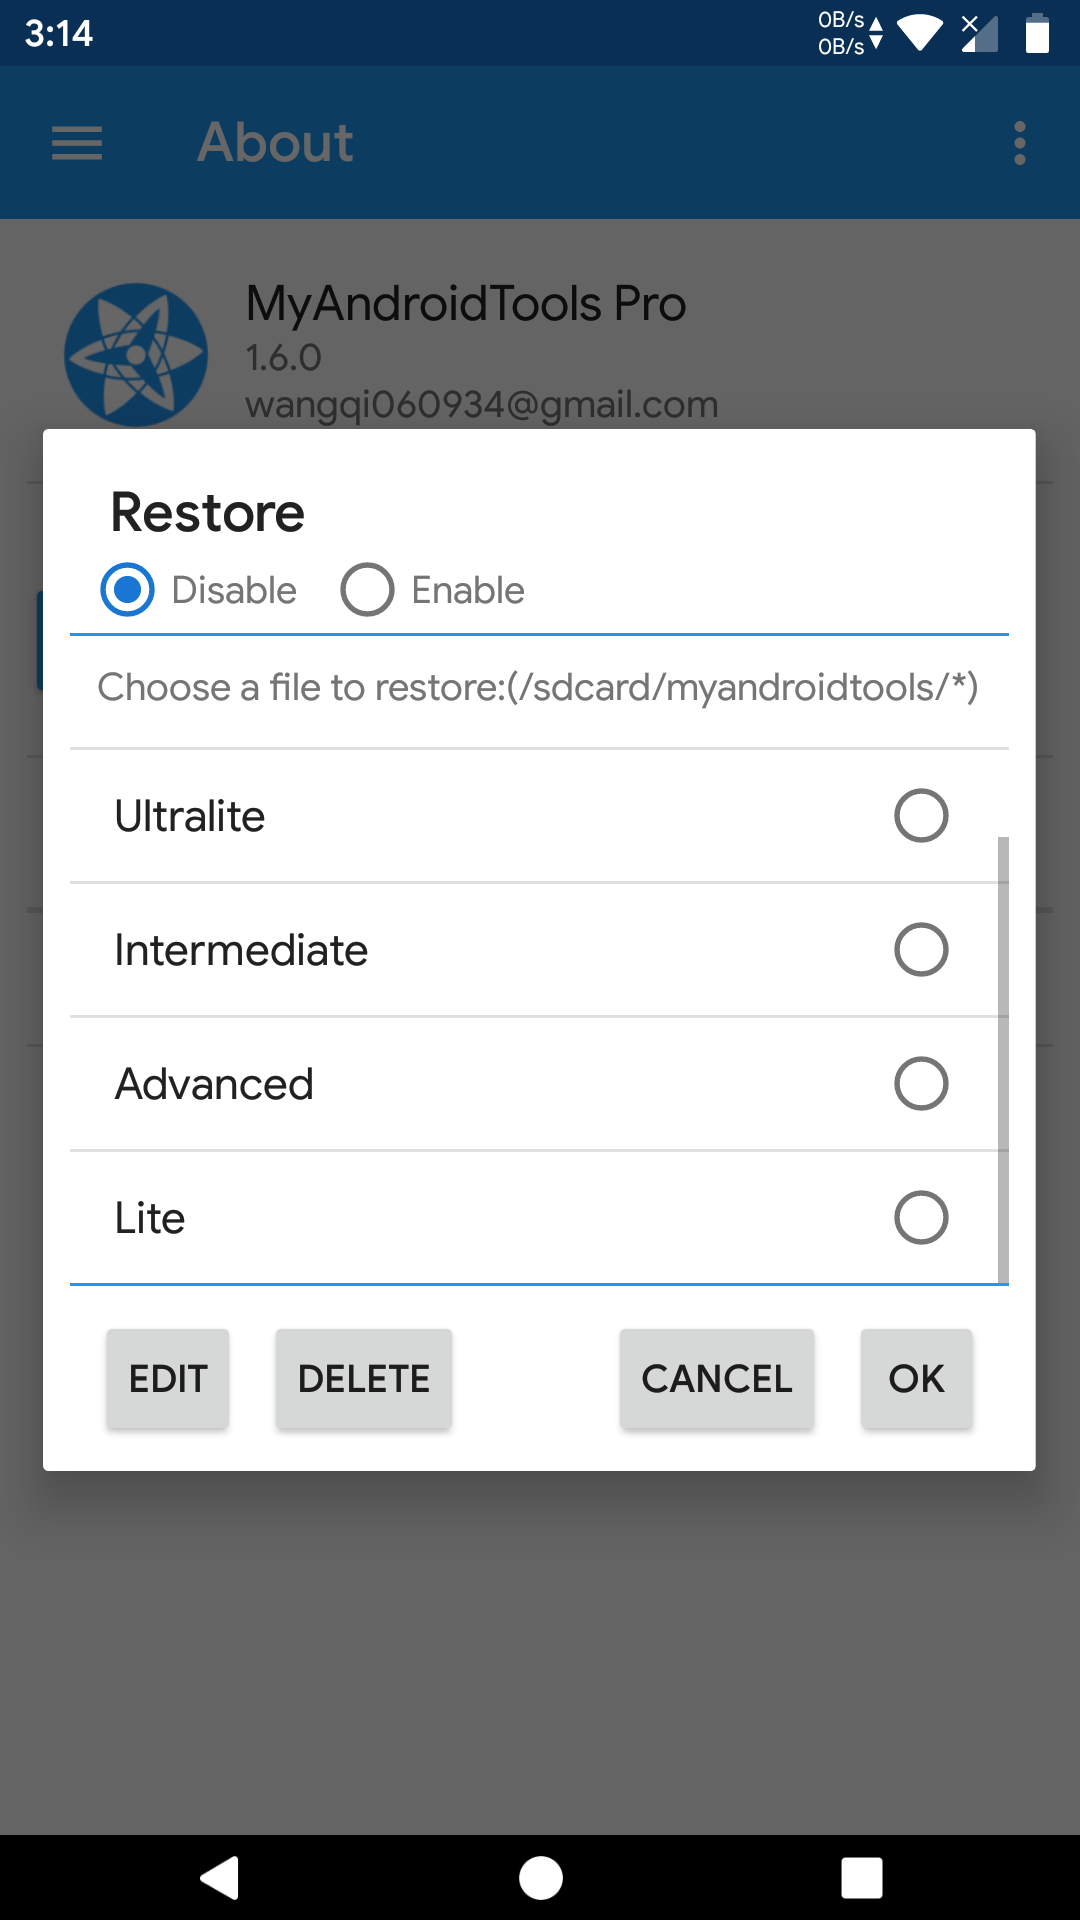 3:14
0B/s
0B/s
About
MyAndroidTools Pro
1.6.0
wangqi060934@gmail.com
Restore
Disable
Enable
Choose a file to restore:(/sdcard/myandroidtools/*)
Ultralite
Intermediate
Advanced
Lite
EDIT
DELETE
CANCEL
OK